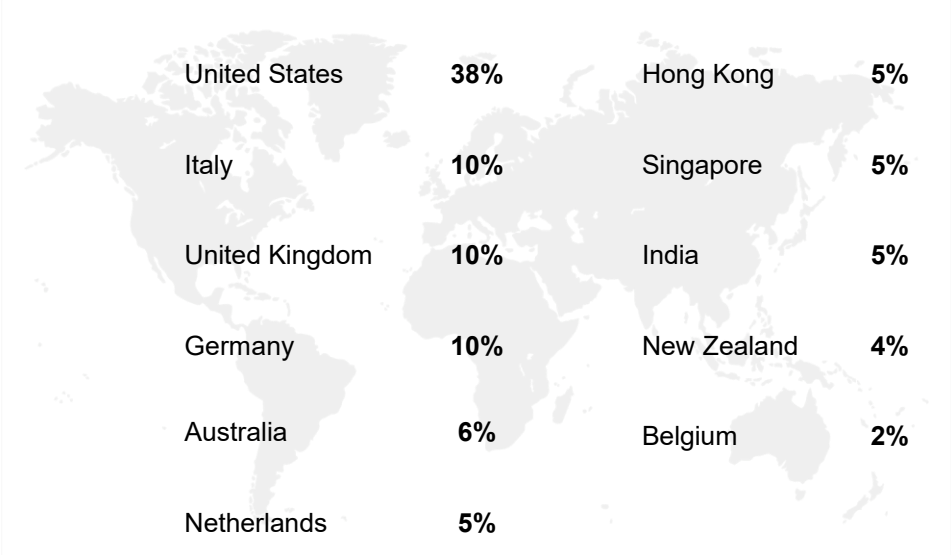 United States 38%
Italy 10%
United Kingdom 10%
Germany 10%
Australia 6%
Netherlands 5%
Hong Kong 5%
Singapore 5%
India 5%
New Zealand 4%
Belgium 2%